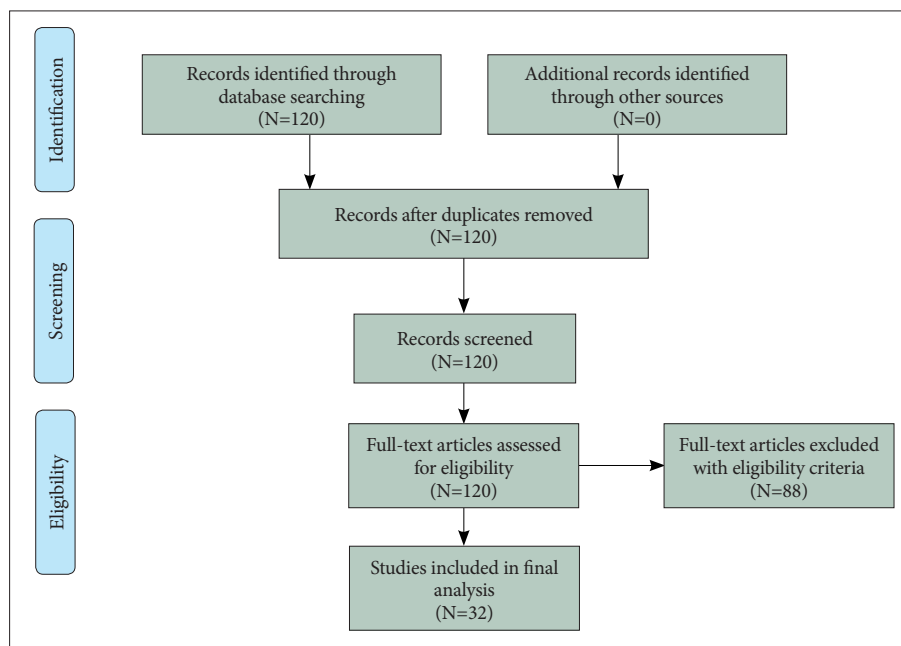 Identification
Records identified through
database searching
(N=120)
Additional records identified
through other sources
(N=0)
Records after duplicates removed
(N=120)
Screening
Records screened
(N=120)
Eligibility
Full-text articles assessed
for eligibility
(N=120)
Full-text articles excluded
with eligibility criteria
(N=88)
Studies included in final
analysis
(N=32)